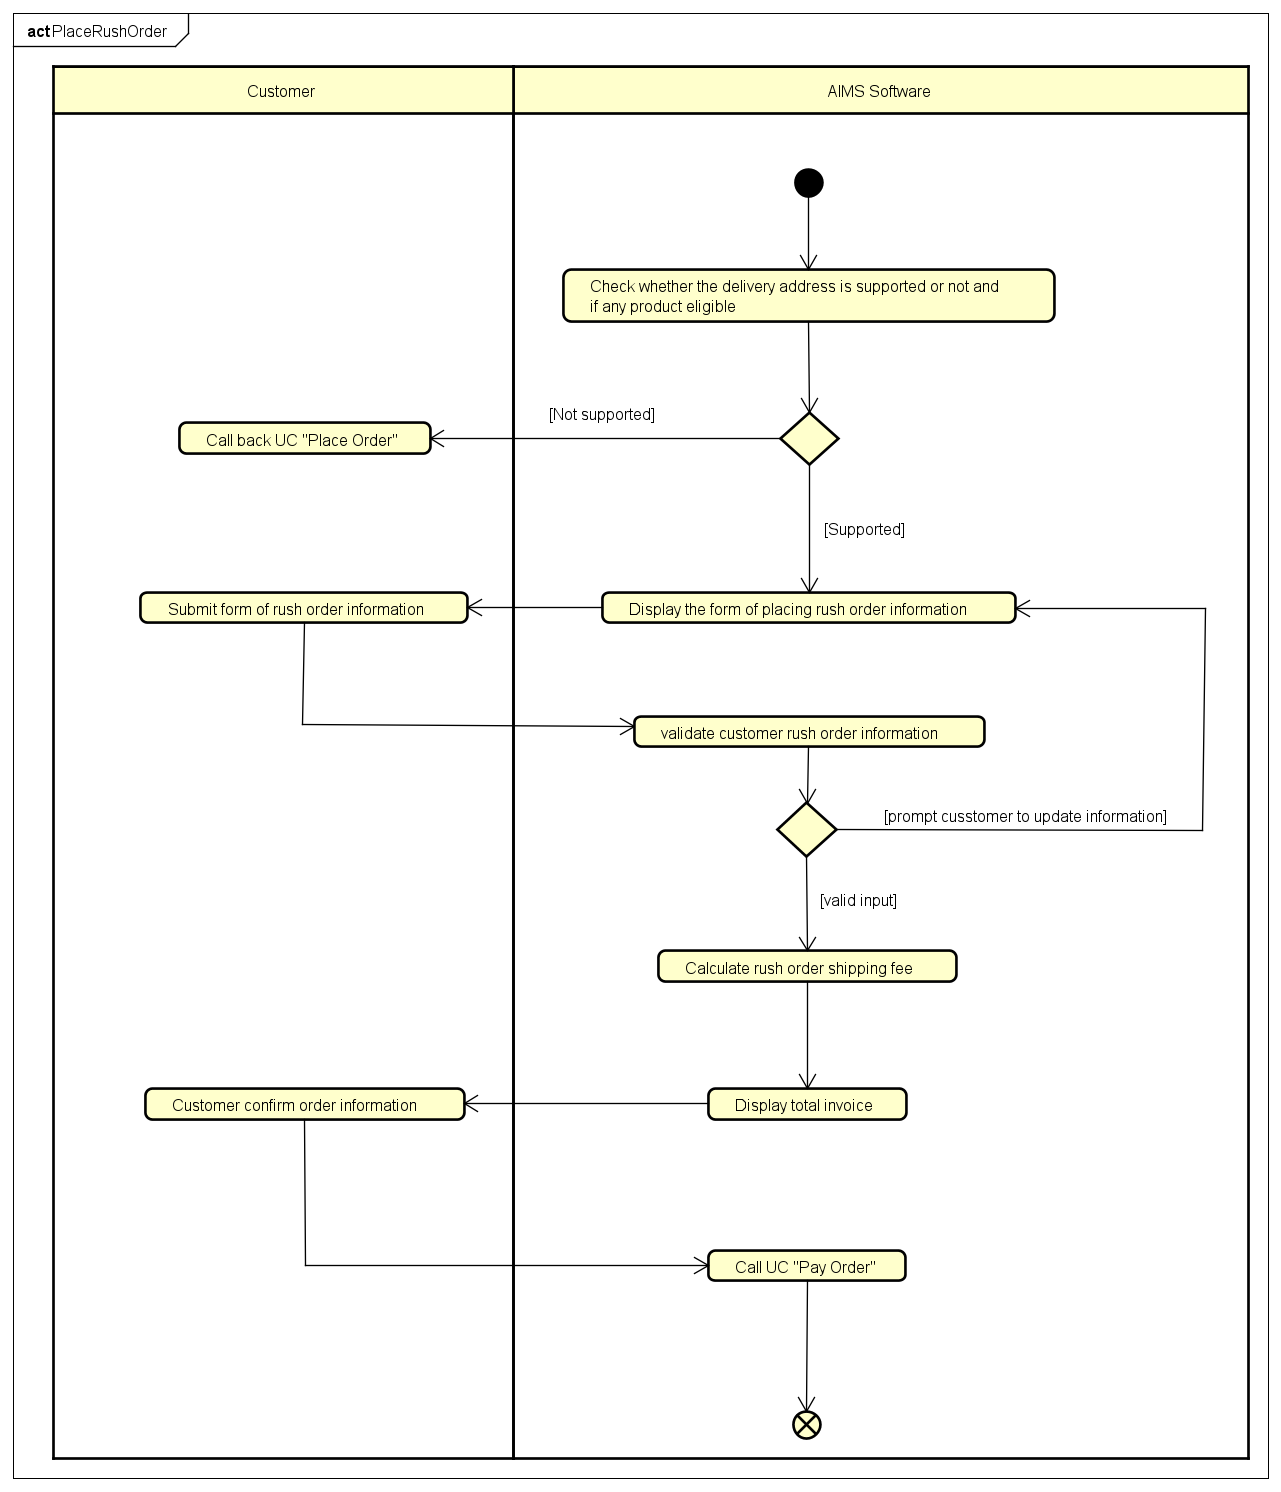 act PlaceRushOrder
Customer
AIMS Software
Check whether the delivery address is supported or not and
if any product eligible
[Not supported]
Call back UC "Place Order"
[Supported]
Submit form of rush order information
Display the form of placing rush order information
validate customer rush order information
[prompt cusstomer to update information]
[valid input]
Calculate rush order shipping fee
Customer confirm order information
Display total invoice
Call UC "Pay Order"